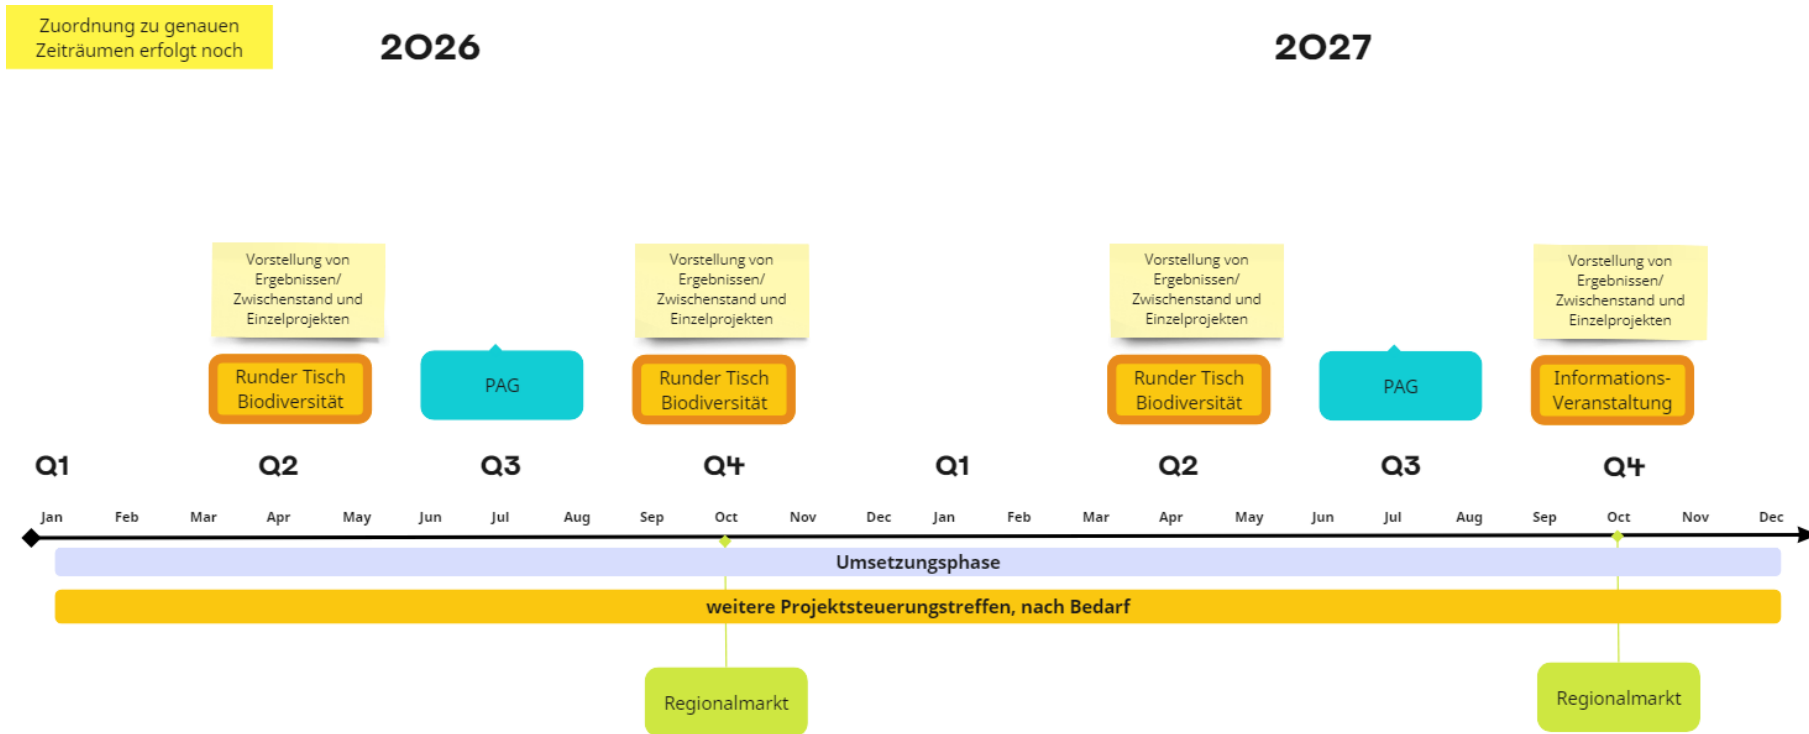 Zuordnung zu genauen
Zeiträumen erfolgt noch
2026
2027
Vorstellung von
Ergebnissen/
Zwischenstand und
Einzelprojekten
Vorstellung von
Ergebnissen/
Zwischenstand und
Einzelprojekten
Vorstellung von
Ergebnissen/
Zwischenstand und
Einzelprojekten
Vorstellung von
Ergebnissen/
Zwischenstand und
Einzelprojekten
Runder Tisch
Biodiversität
PAG
Runder Tisch
Biodiversität
Runder Tisch
Biodiversität
PAG
Informations-
Veranstaltung
Q1 Q2 Q3 Q4 Q1 Q2 Q3 Q4
Jan Feb Mar Apr May Jun Jul Aug Sep Oct Nov Dec Jan Feb Mar Apr May Jun Jul Aug Sep Oct Nov Dec
Umsetzungsphase
weitere Projektsteuerungstreffen, nach Bedarf
Regionalmarkt
Regionalmarkt